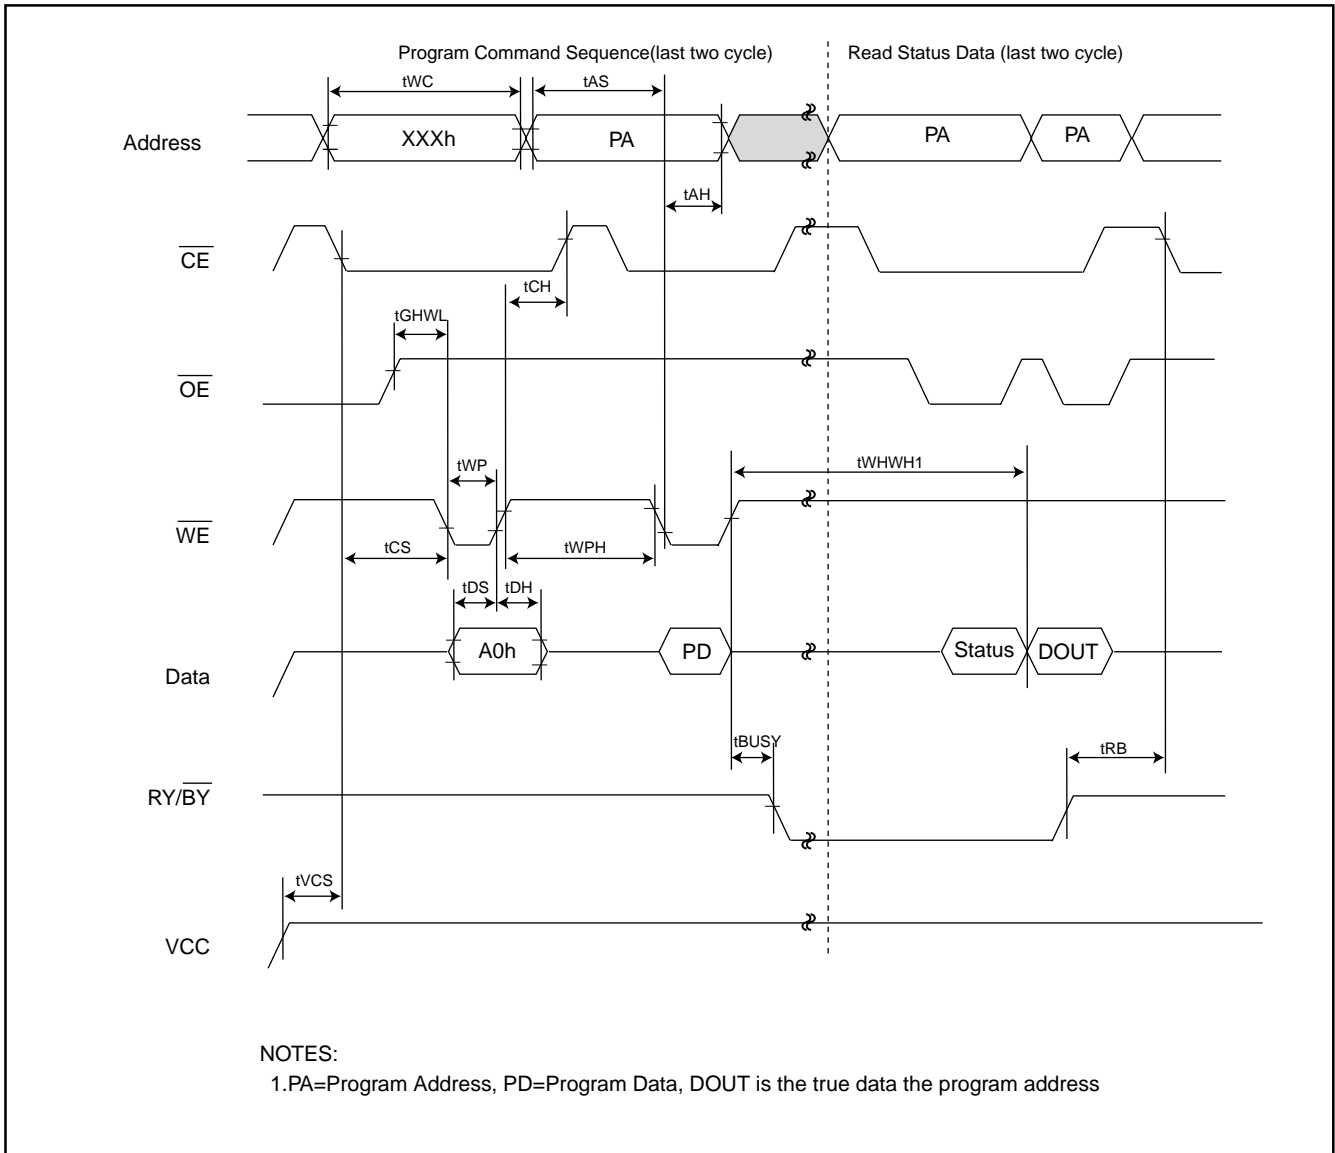 Program Command Sequence(last two cycle)
Read Status Data (last two cycle)
tWC
tAS
Address
XXXh
PA
PA
PA
tAH
CE
tCH
tGHWL
OE
tWP
tWHWH1
WE
tCS
tWPH
tDS
tDH
Data
A0h
PD
Status
DOUT
tBUSY
tRB
RY/BY
tVCS
VCC
NOTES:
1.PA=Program Address, PD=Program Data, DOUT is the true data the program address